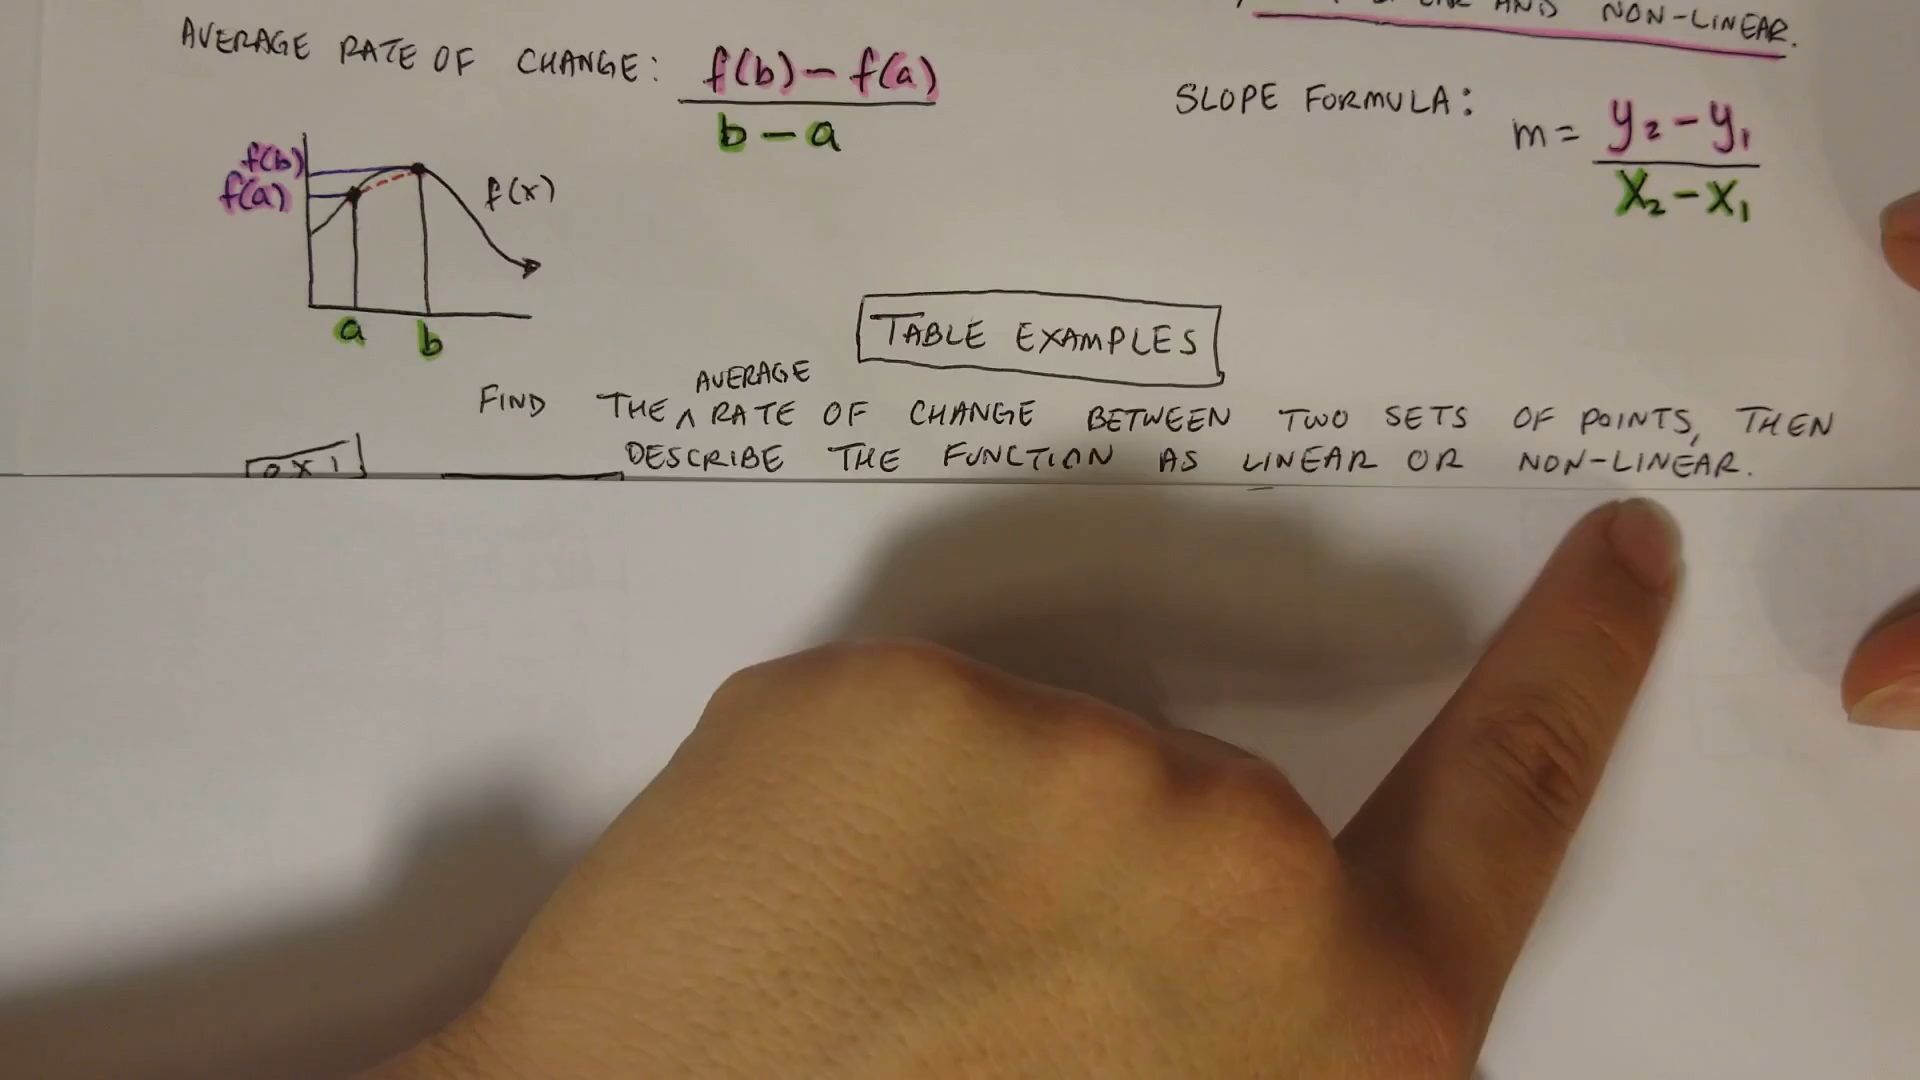 AND NON-LINEAR.
AVERAGE RATE OF CHANGE: f(b) - f(a)
b - a
SLOPE FORMULA: m = y₂ - y₁
x₂ - x₁
f(b)
f(a)
f(x)
a b
TABLE EXAMPLES
AVERAGE
FIND THE ^ RATE OF CHANGE BETWEEN TWO SETS OF POINTS, THEN
DESCRIBE THE FUNCTION AS LINEAR OR NON-LINEAR.